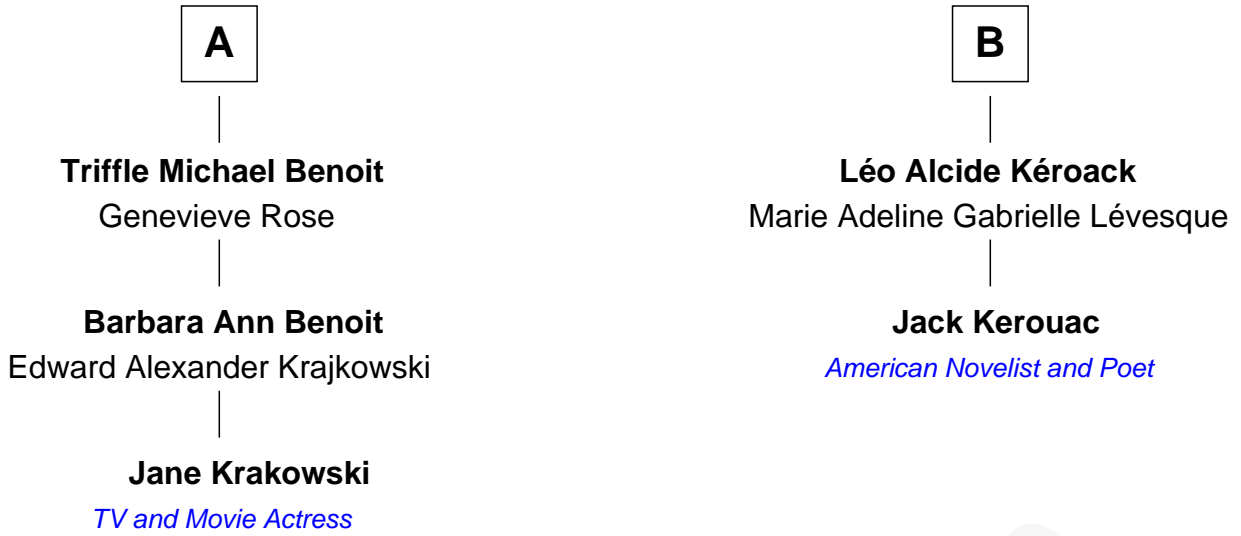 A
Triffle Michael Benoit
Genevieve Rose
Barbara Ann Benoit
Edward Alexander Krajkowski
Jane Krakowski
TV and Movie Actress
B
Léo Alcide Kéroack
Marie Adeline Gabrielle Lévesque
Jack Kerouac
American Novelist and Poet